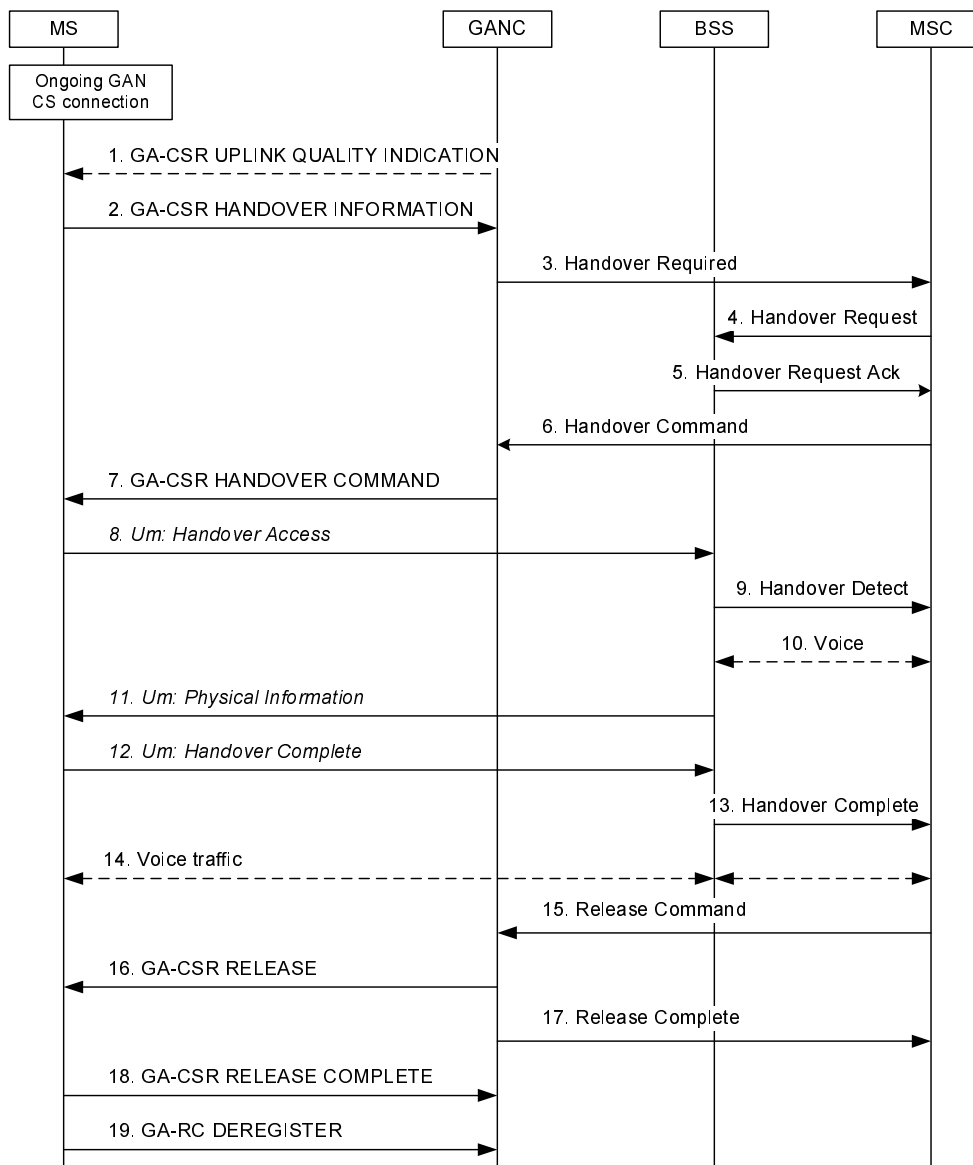 MS
GANC
BSS
MSC
Ongoing GAN
CS connection
1. GA-CSR UPLINK QUALITY INDICATION
2. GA-CSR HANDOVER INFORMATION
3. Handover Required
4. Handover Request
5. Handover Request Ack
6. Handover Command
7. GA-CSR HANDOVER COMMAND
8. Um: Handover Access
9. Handover Detect
10. Voice
11. Um: Physical Information
12. Um: Handover Complete
13. Handover Complete
14. Voice traffic
15. Release Command
16. GA-CSR RELEASE
17. Release Complete
18. GA-CSR RELEASE COMPLETE
19. GA-RC DEREGISTER